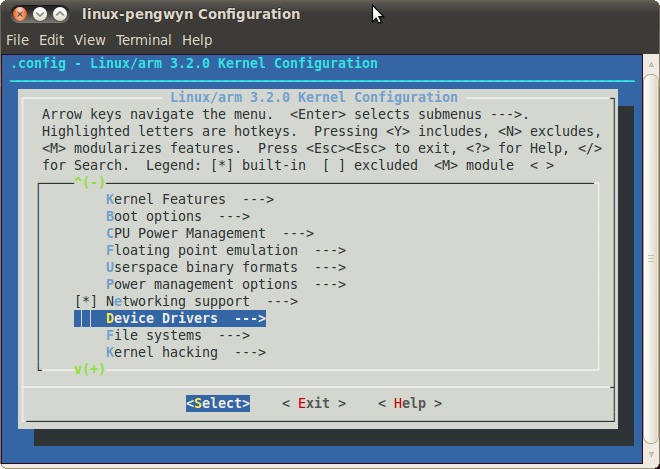 linux-pengwyn Configuration
File Edit View Terminal Help
.config - Linux/arm 3.2.0 Kernel Configuration
Linux/arm 3.2.0 Kernel Configuration
Arrow keys navigate the menu.  <Enter> selects submenus --->.
Highlighted letters are hotkeys.  Pressing <Y> includes, <N> excludes,
<M> modularizes features.  Press <Esc><Esc> to exit, <?> for Help, </>
for Search.  Legend: [*] built-in  [ ] excluded  <M> module  < >
^(-)
Kernel Features  --->
Boot options  --->
CPU Power Management  --->
Floating point emulation  --->
Userspace binary formats  --->
Power management options  --->
[*] Networking support  --->
Device Drivers  --->
File systems  --->
Kernel hacking  --->
v(+)
<Select>    < Exit >    < Help >